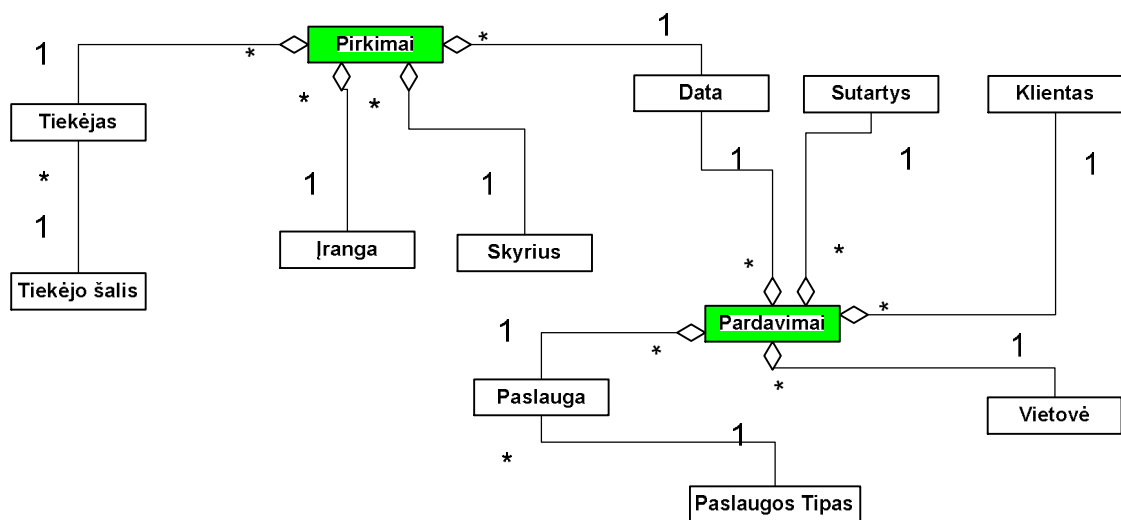 Pirkimai
1
*
*
1
Tiekėjas
Data
Sutartys
Klientas
*
*
*
1
1
1
1
1
1
Tiekėjo šalis
Įranga
Skyrius
*
*
*
Pardavimai
1
*
*
1
Paslauga
Vietovė
*
1
Paslaugos Tipas